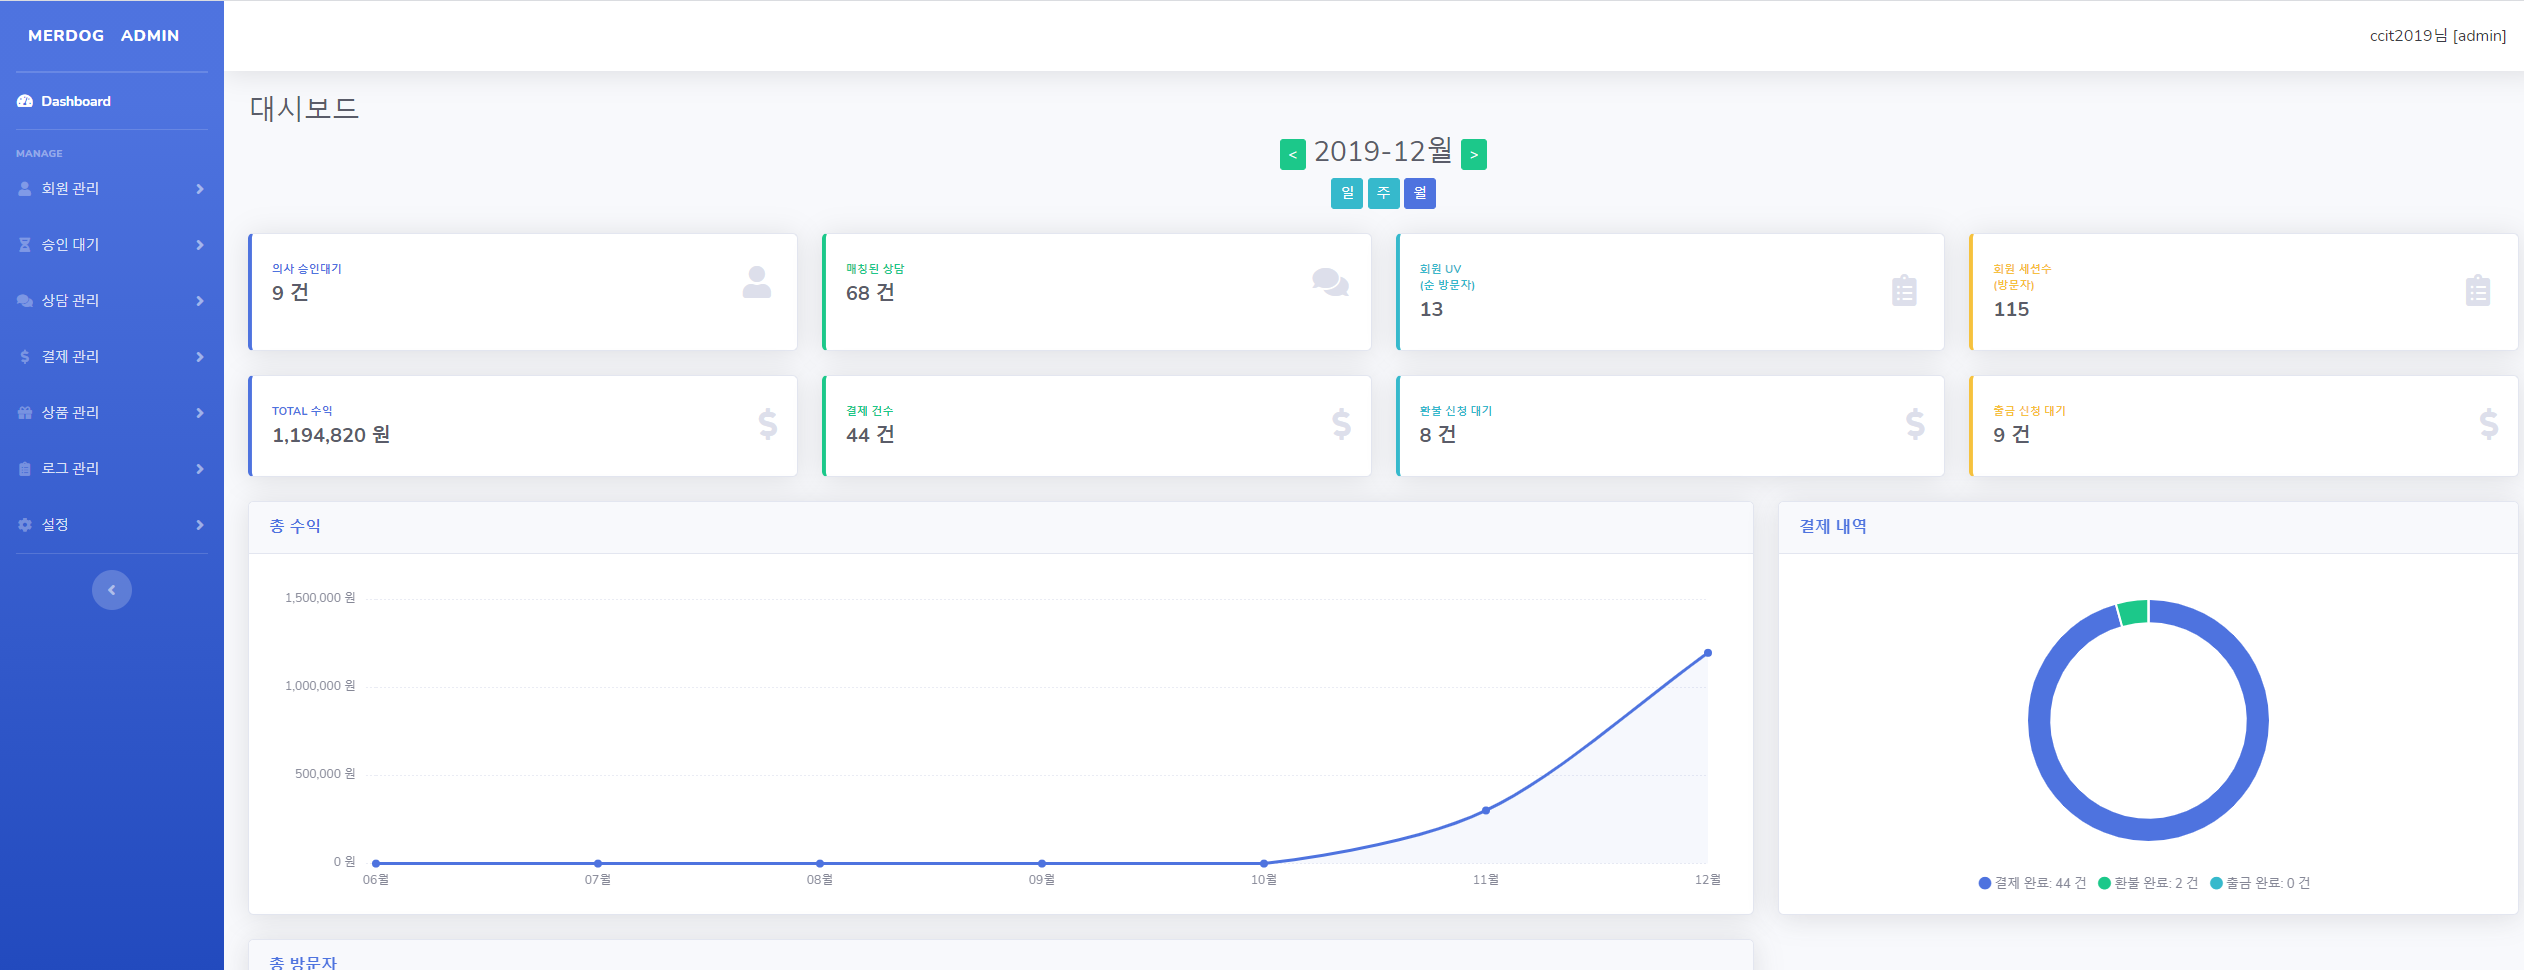 MERDOG ADMIN
ccit2019님 [admin]
Dashboard
MANAGE
회원 관리
승인 대기
상담 관리
결제 관리
상품 관리
로그 관리
설정
대시보드
< 2019-12월 >
일 주 월
의사 승인대기
9 건
매칭된 상담
68 건
회원 UV
(순 방문자)
13
회원 세션수
(방문자)
115
TOTAL 수익
1,194,820 원
결제 건수
44 건
환불 신청 대기
8 건
출금 신청 대기
9 건
총 수익
1,500,000 원
1,000,000 원
500,000 원
0 원
06월 07월 08월 09월 10월 11월 12월
결제 내역
결제 완료: 44 건 환불 완료: 2 건 출금 완료: 0 건
총 방문자